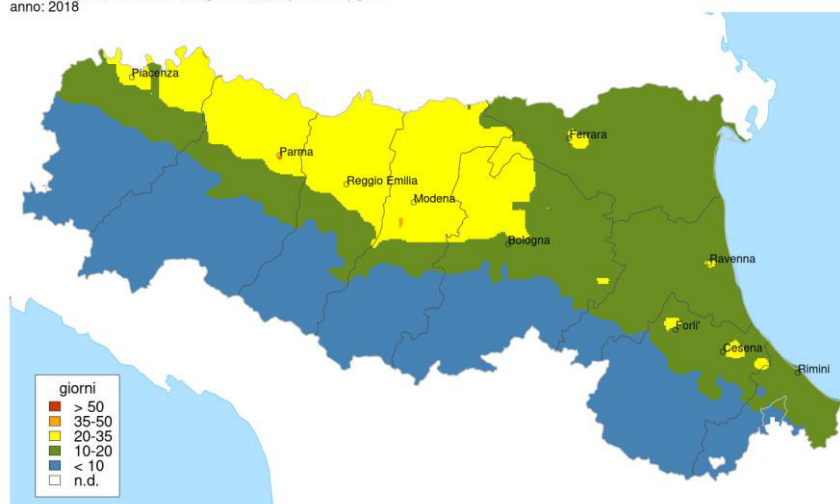 anno: 2018
Piacenza
Parma
Reggio Emilia
Modena
Ferrara
Bologna
Ravenna
Forli'
Cesena
Rimini
giorni
> 50
35-50
20-35
10-20
< 10
n.d.